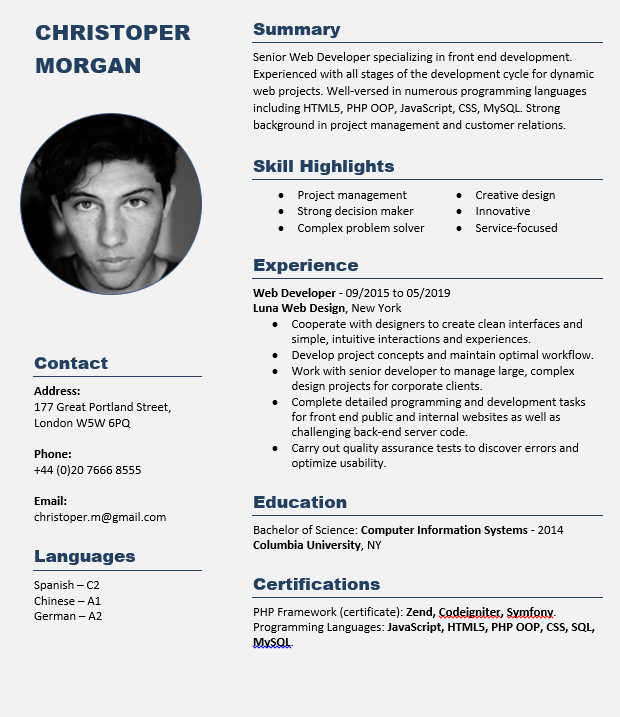 CHRISTOPER
MORGAN
Contact
Address:
177 Great Portland Street,
London W5W 6PQ
Phone:
+44 (0)20 7666 8555
Email:
christoper.m@gmail.com
Languages
Spanish – C2
Chinese – A1
German – A2
Summary
Senior Web Developer specializing in front end development.
Experienced with all stages of the development cycle for dynamic
web projects. Well-versed in numerous programming languages
including HTML5, PHP OOP, JavaScript, CSS, MySQL. Strong
background in project management and customer relations.
Skill Highlights
• Project management
• Strong decision maker
• Complex problem solver
• Creative design
• Innovative
• Service-focused
Experience
Web Developer - 09/2015 to 05/2019
Luna Web Design, New York
• Cooperate with designers to create clean interfaces and
simple, intuitive interactions and experiences.
• Develop project concepts and maintain optimal workflow.
• Work with senior developer to manage large, complex
design projects for corporate clients.
• Complete detailed programming and development tasks
for front end public and internal websites as well as
challenging back-end server code.
• Carry out quality assurance tests to discover errors and
optimize usability.
Education
Bachelor of Science: Computer Information Systems - 2014
Columbia University, NY
Certifications
PHP Framework (certificate): Zend, Codeigniter, Symfony.
Programming Languages: JavaScript, HTML5, PHP OOP, CSS, SQL,
MySQL.